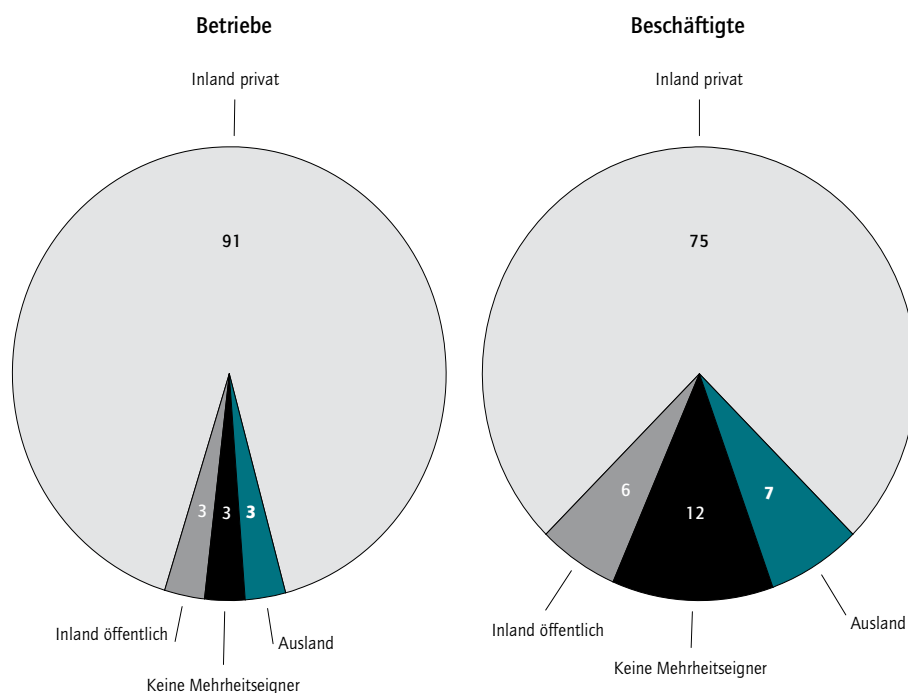 Betriebe
Inland privat
91
3
3
3
Inland öffentlich
Keine Mehrheitseigner
Ausland
Beschäftigte
Inland privat
75
6
12
7
Inland öffentlich
Keine Mehrheitseigner
Ausland